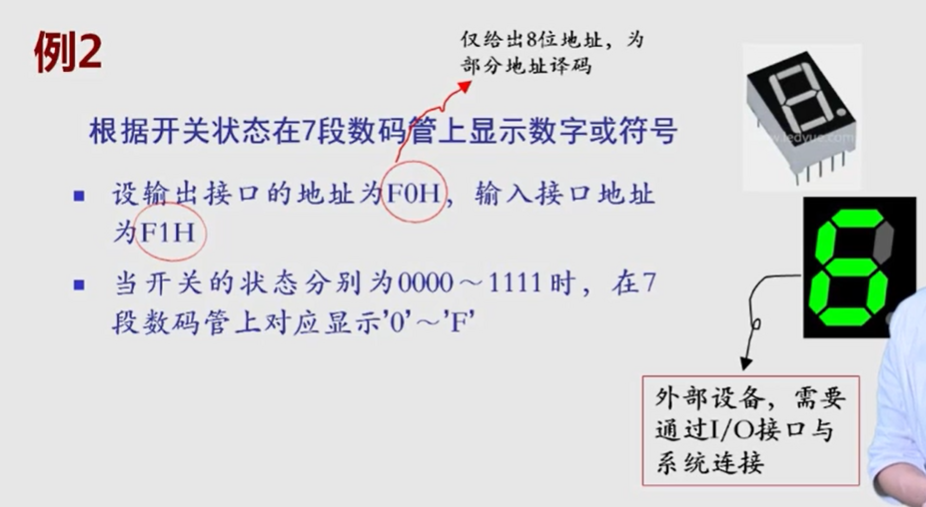 例2
仅给出8位地址，为
部分地址译码
根据开关状态在7段数码管上显示数字或符号
设输出接口的地址为F0H，输入接口地址
为F1H
当开关的状态分别为0000～1111时，在7
段数码管上对应显示'0'～'F'
外部设备，需要
通过I/O接口与
系统连接